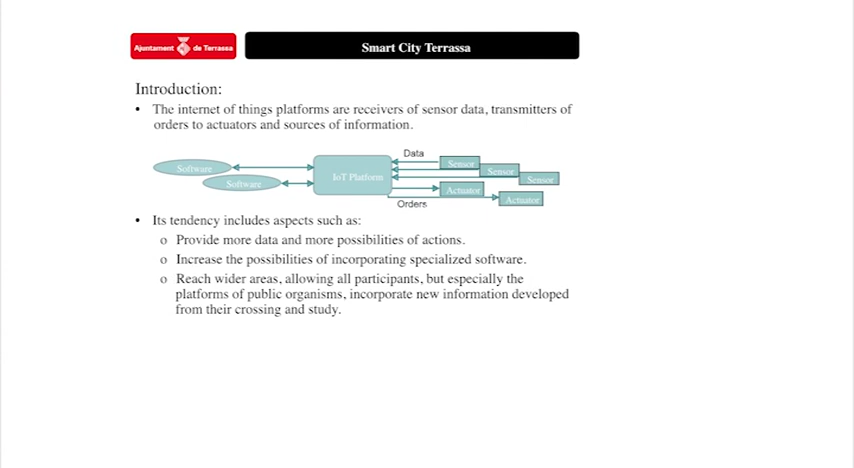 Ajuntament de Terrassa
Smart City Terrassa
Introduction:
• The internet of things platforms are receivers of sensor data, transmitters of
orders to actuators and sources of information.
Data
Software
Software
IoT Platform
Sensor
Sensor
Sensor
Actuator
Actuator
Orders
• Its tendency includes aspects such as:
o Provide more data and more possibilities of actions.
o Increase the possibilities of incorporating specialized software.
o Reach wider areas, allowing all participants, but especially the
platforms of public organisms, incorporate new information developed
from their crossing and study.